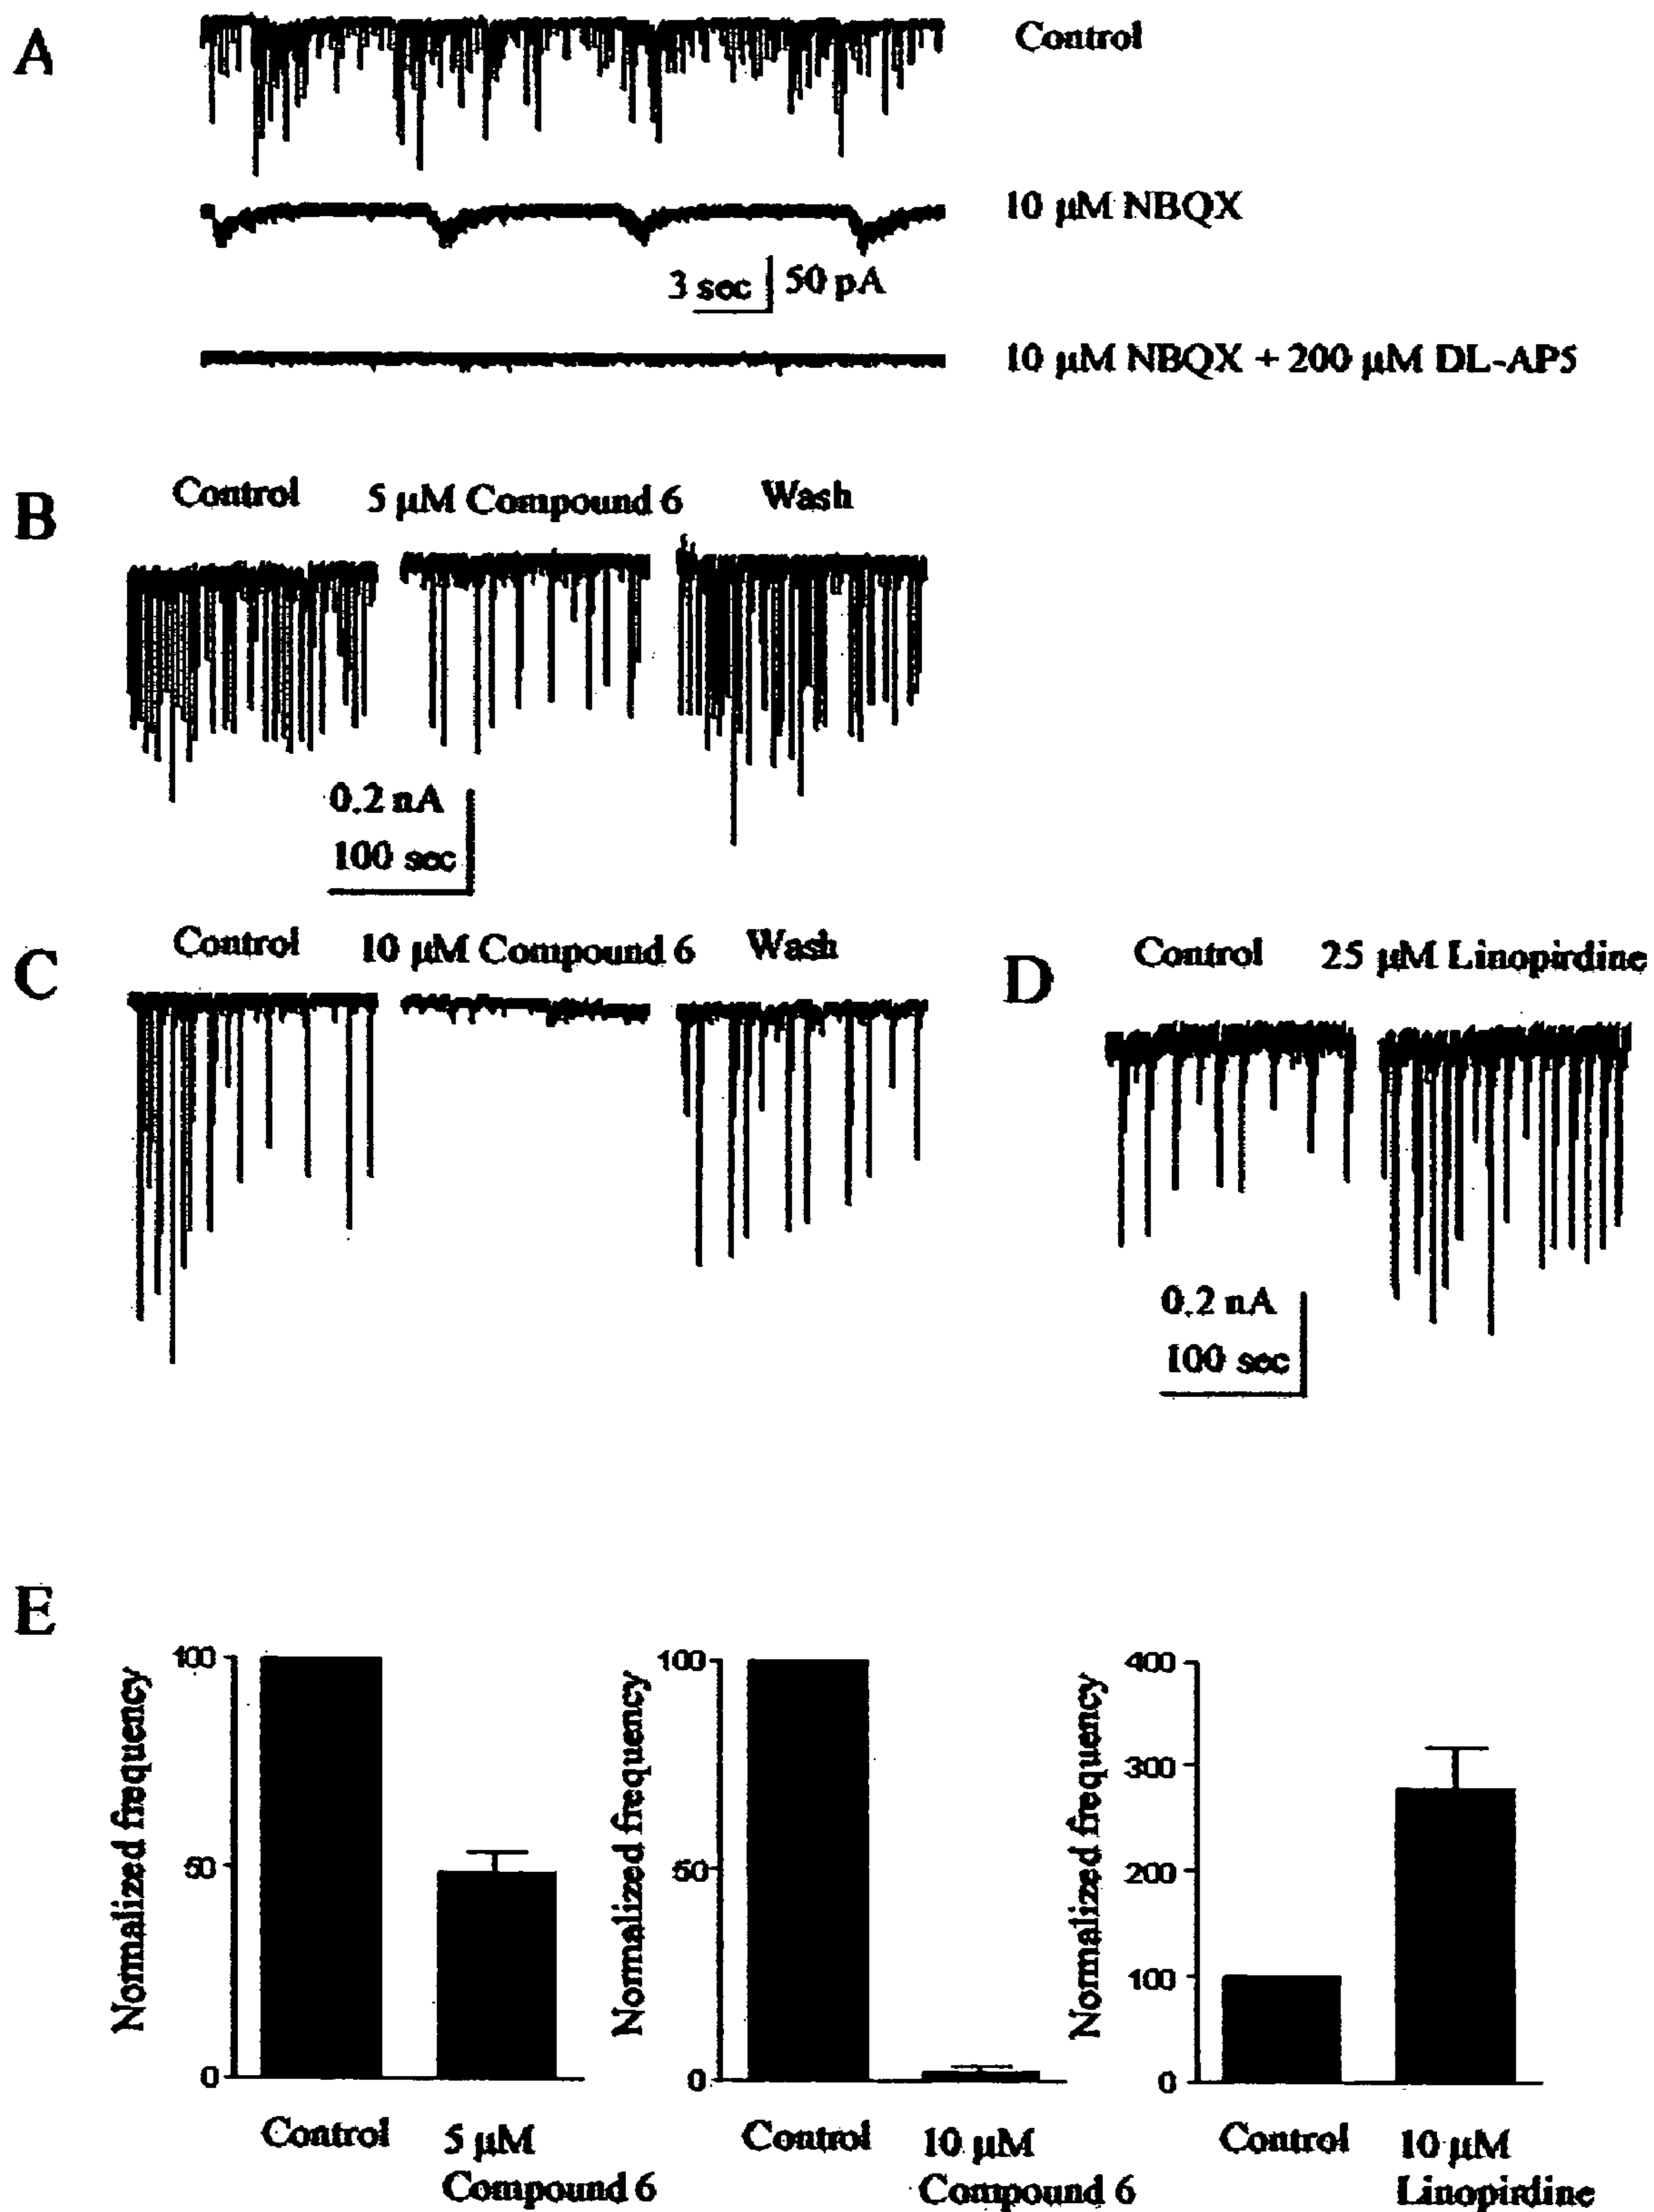 A
Control
10 μM NBQX
3 sec
50 pA
10 μM NBQX + 200 μM DL-AP5
B
Control
5 μM Compound 6
Wash
0.2 nA
100 sec
C
Control
10 μM Compound 6
Wash
D
Control
25 μM Linopirdine
0.2 nA
100 sec
E
Normalized frequency
100
50
0
Control
5 μM
Compound 6
Normalized frequency
100
50
0
Control
10 μM
Compound 6
Normalized frequency
400
300
200
100
0
Control
10 μM
Linopirdine